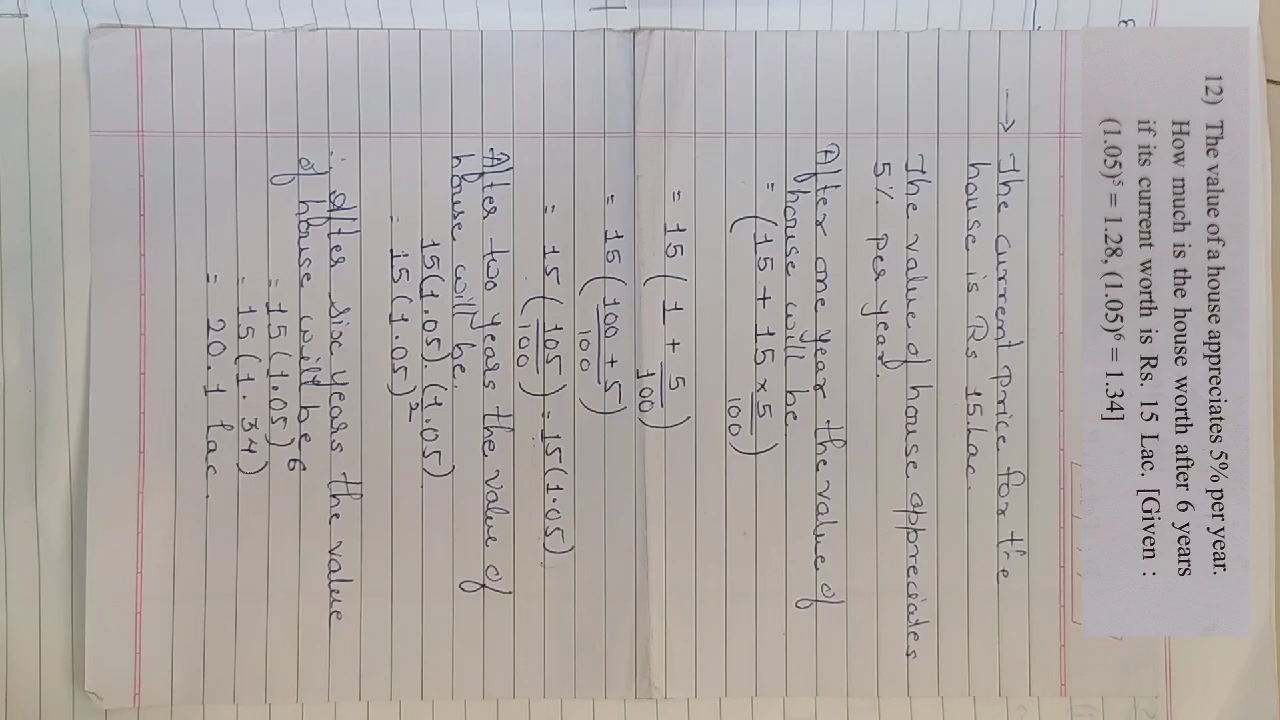 12) The value of a house appreciates 5% per year.
How much is the house worth after 6 years
if its current worth is Rs. 15 Lac. [Given :
(1.05)⁵ = 1.28, (1.05)⁶ = 1.34]
→ The current price for the
house is Rs 15.Lac.
The value of house appreciates
5% per year.
After one year the value of
house will be.
= (15 + 15 × 5/100)
= 15 (1 + 5/100)
= 15 (100 + 5/100)
= 15 (105/100) = 15 (1.05)
After two years the value of
house will be.
15(1.05).(1.05)
= 15 (1.05)²
∴ After six years the value
of house will be
= 15 (1.05)⁶
= 15 (1.34)
= 20.1 lac.